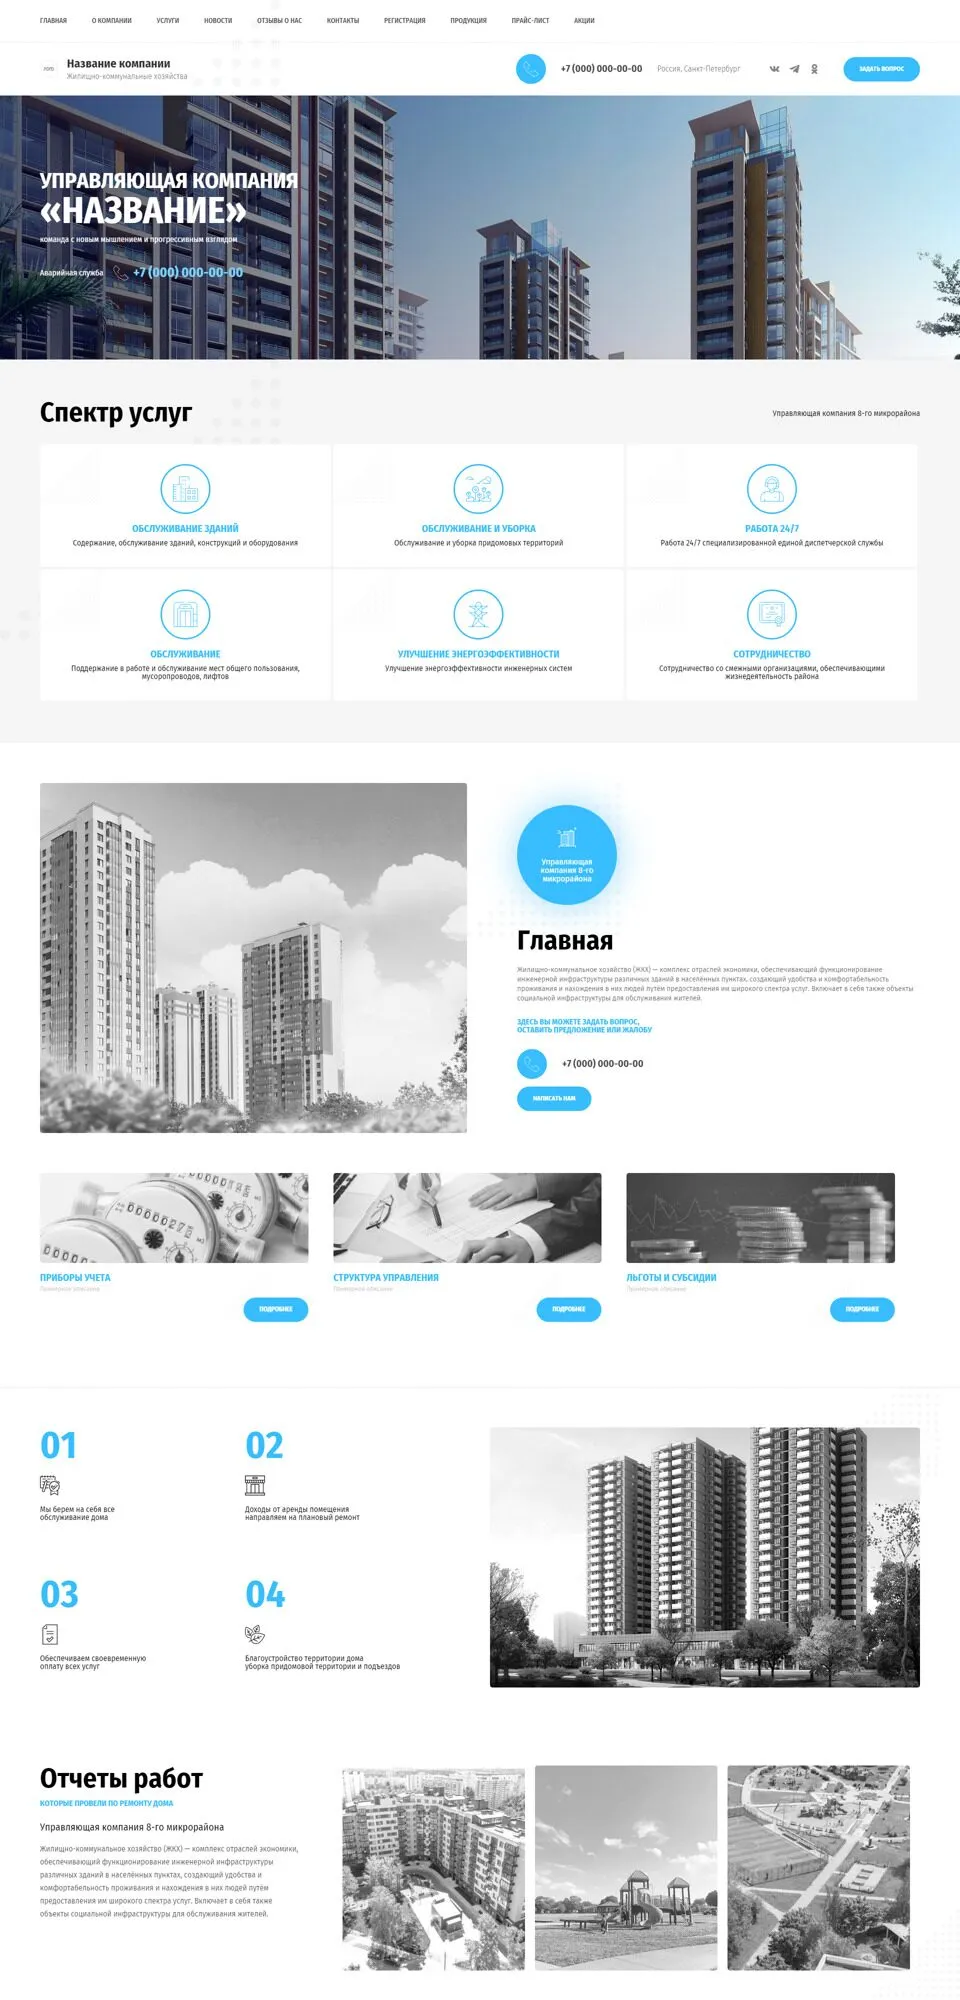 ГЛАВНАЯ О КОМПАНИИ УСЛУГИ НОВОСТИ ОТЗЫВЫ О НАС КОНТАКТЫ РЕГИСТРАЦИЯ ПРОДУКЦИЯ ПРАЙС-ЛИСТ АКЦИИ
Название компании
Жилищно-коммунальные хозяйства
+7 (000) 000-00-00
Россия, Санкт-Петербург
ЗАДАТЬ ВОПРОС
УПРАВЛЯЮЩАЯ КОМПАНИЯ
«НАЗВАНИЕ»
команда с новым мышлением и прогрессивным взглядом
Аварийная служба +7 (000) 000-00-00
Спектр услуг
Управляющая компания 8-го микрорайона
ОБСЛУЖИВАНИЕ ЗДАНИЙ
Содержание, обслуживание зданий, конструкций и оборудования
ОБСЛУЖИВАНИЕ И УБОРКА
Обслуживание и уборка придомовых территорий
РАБОТА 24/7
Работа 24/7 специализированной единой диспетчерской службы
ОБСЛУЖИВАНИЕ
Поддержание в работе и обслуживание мест общего пользования,
мусоропроводов, лифтов
УЛУЧШЕНИЕ ЭНЕРГОЭФФЕКТИВНОСТИ
Улучшение энергоэффективности инженерных систем
СОТРУДНИЧЕСТВО
Сотрудничество со смежными организациями, обеспечивающими
жизнедеятельность района
Управляющая
компания 8-го
микрорайона
Главная
Жилищно-коммунальное хозяйство (ЖКХ) — комплекс отраслей экономики, обеспечивающий функционирование
инженерной инфраструктуры различных зданий в населённых пунктах, создающий удобства и комфортабельность
проживания и нахождения в них людей путём предоставления им широкого спектра услуг. Включает в себя также объекты
социальной инфраструктуры для обслуживания жителей.
ЗДЕСЬ ВЫ МОЖЕТЕ ЗАДАТЬ ВОПРОС,
ОСТАВИТЬ ПРЕДЛОЖЕНИЕ ИЛИ ЖАЛОБУ
+7 (000) 000-00-00
НАПИСАТЬ НАМ
ПРИБОРЫ УЧЕТА
Примерное описание
ПОДРОБНЕЕ
СТРУКТУРА УПРАВЛЕНИЯ
Примерное описание
ПОДРОБНЕЕ
ЛЬГОТЫ И СУБСИДИИ
Примерное описание
ПОДРОБНЕЕ
01
Мы берем на себя все
обслуживание дома
02
Доходы от аренды помещения
направляем на плановый ремонт
03
Обеспечиваем своевременную
оплату всех услуг
04
Благоустройство территории дома
уборка придомовой территории и подъездов
Отчеты работ
КОТОРЫЕ ПРОВЕЛИ ПО РЕМОНТУ ДОМА
Управляющая компания 8-го микрорайона
Жилищно-коммунальное хозяйство (ЖКХ) — комплекс отраслей экономики,
обеспечивающий функционирование инженерной инфраструктуры
различных зданий в населённых пунктах, создающий удобства и
комфортабельность проживания и нахождения в них людей путём
предоставления им широкого спектра услуг. Включает в себя также
объекты социальной инфраструктуры для обслуживания жителей.